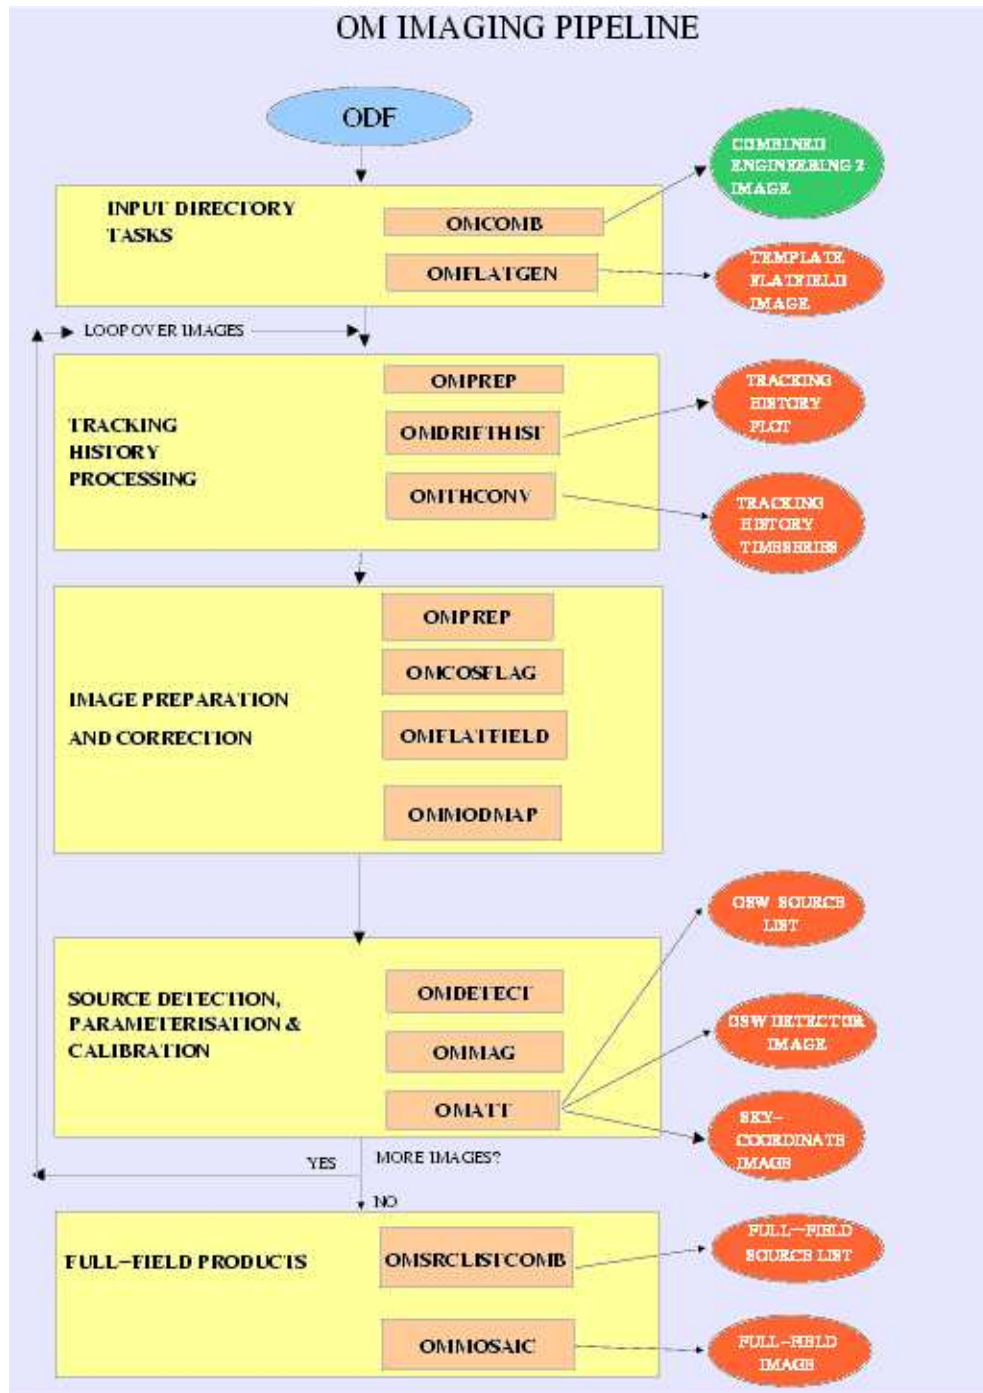 OM IMAGING PIPELINE
ODF
COMBINED
ENGINEERING 2
IMAGE
INPUT DIRECTORY
TASKS
OMCOMB
OMFLATGEN
TEMPLATE
FLATFIELD
IMAGE
LOOP OVER IMAGES
TRACKING
HISTORY
PROCESSING
OMPREP
OMDRIFTHIST
OMTHCONV
TRACKING
HISTORY
PLOT
TRACKING
HISTORY
TIMESERIES
IMAGE PREPARATION
AND CORRECTION
OMPREP
OMCOSFLAG
OMFLATFIELD
OMMODMAP
SOURCE DETECTION,
PARAMETERISATION &
CALIBRATION
OMDETECT
OMMAG
OMATT
OSW SOURCE
LIST
OSW DETECTOR
IMAGE
SKY-
COORDINATE
IMAGE
YES
MORE IMAGES?
NO
FULL-FIELD PRODUCTS
OMSRCLISTCOMB
OMMOSAIC
FULL-FIELD
SOURCE LIST
FULL-FIELD
IMAGE